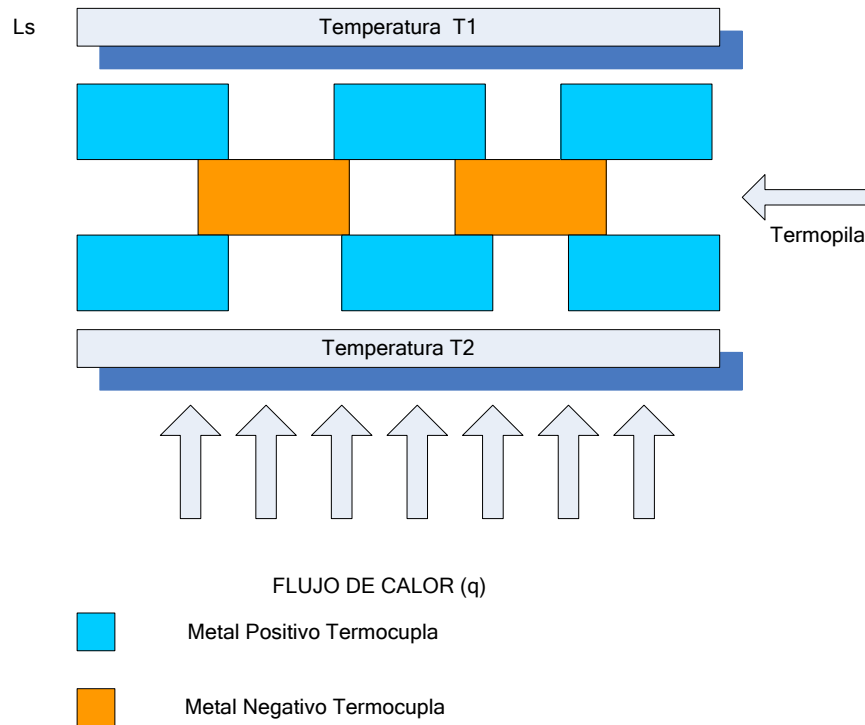 Ls
Temperatura T1
Termopila
Temperatura T2
FLUJO DE CALOR (q)
Metal Positivo Termocupla
Metal Negativo Termocupla